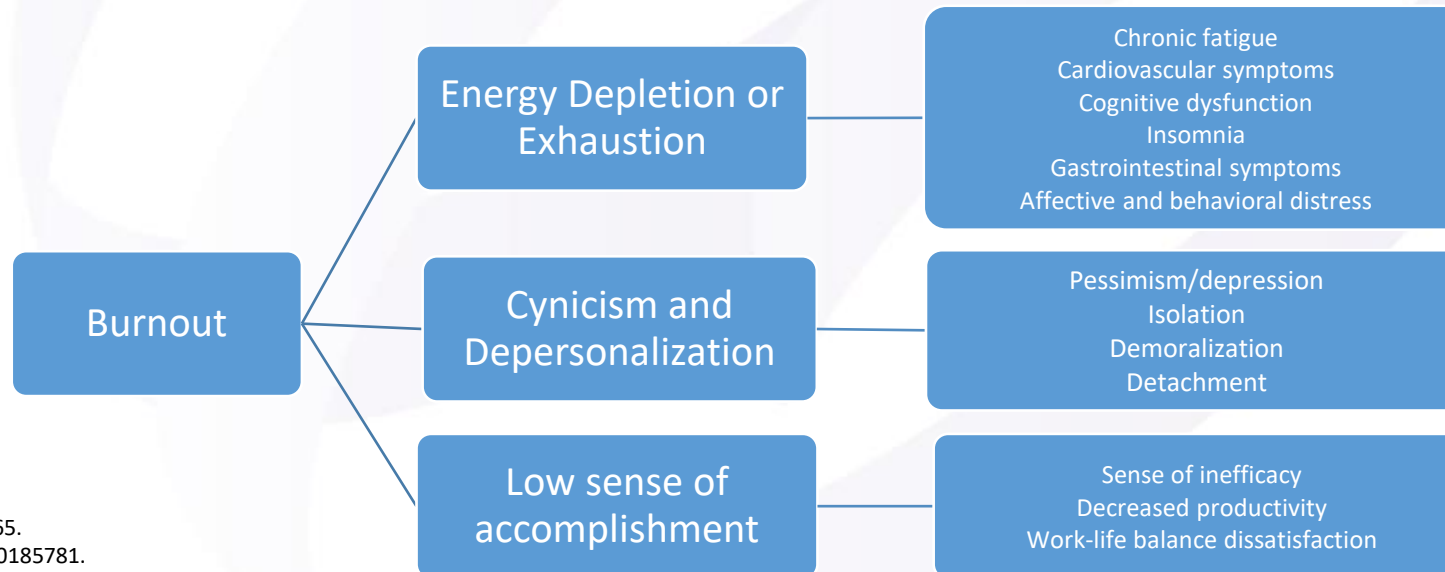 Burnout
Energy Depletion or
Exhaustion
Chronic fatigue
Cardiovascular symptoms
Cognitive dysfunction
Insomnia
Gastrointestinal symptoms
Affective and behavioral distress
Cynicism and
Depersonalization
Pessimism/depression
Isolation
Demoralization
Detachment
Low sense of
accomplishment
Sense of inefficacy
Decreased productivity
Work-life balance dissatisfaction
65.
0185781.